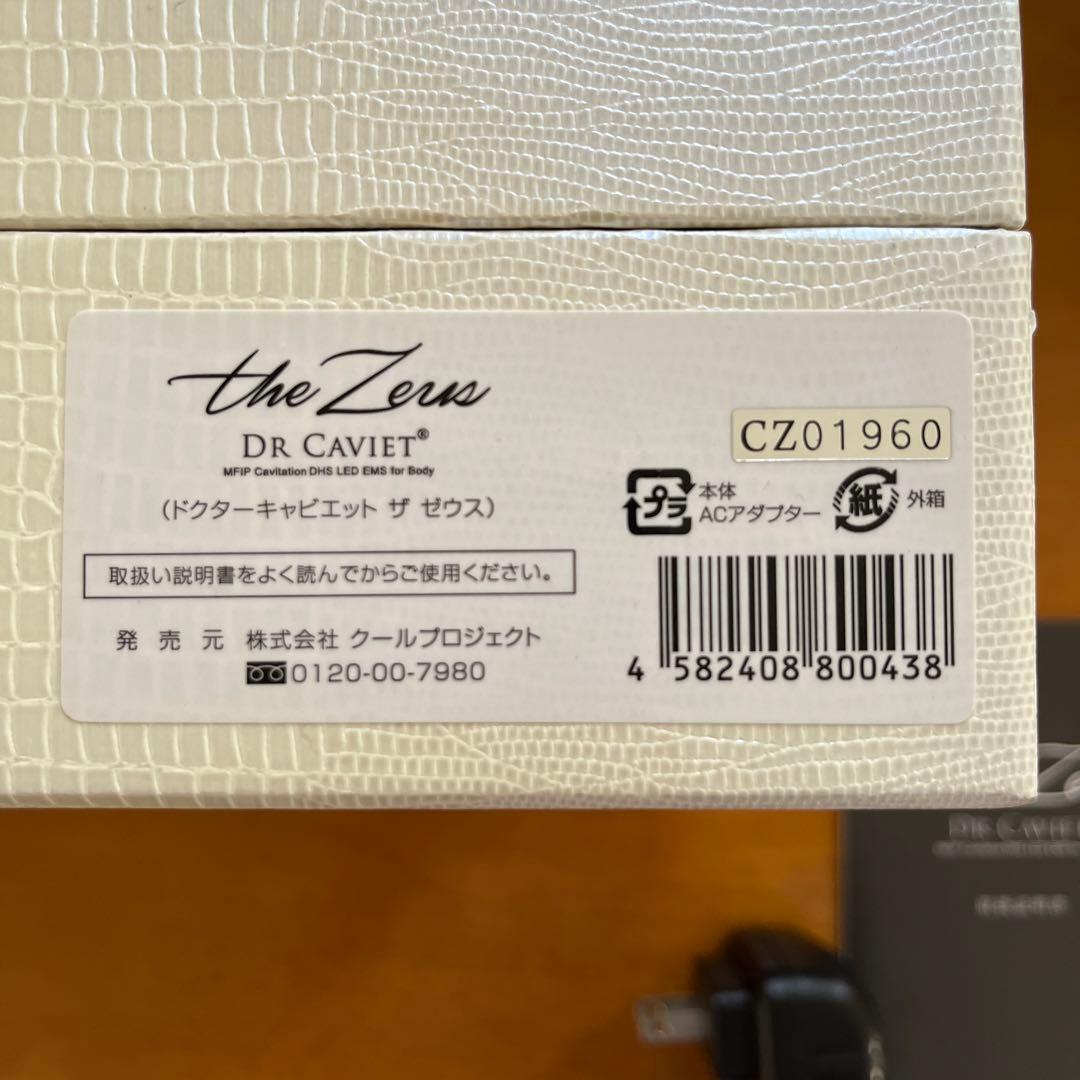 the Zeus
DR CAVIET®
MFIP Cavitation DHS LED EMS for Body
(ドクターキャビエット ザ ゼウス)
取扱い説明書をよく読んでからご使用ください。
発 売 元 株式会社 クールプロジェクト
0120-00-7980
CZ01960
プラ 本体
ACアダプター
紙 外箱
4 582408 800438
DR CAVIET